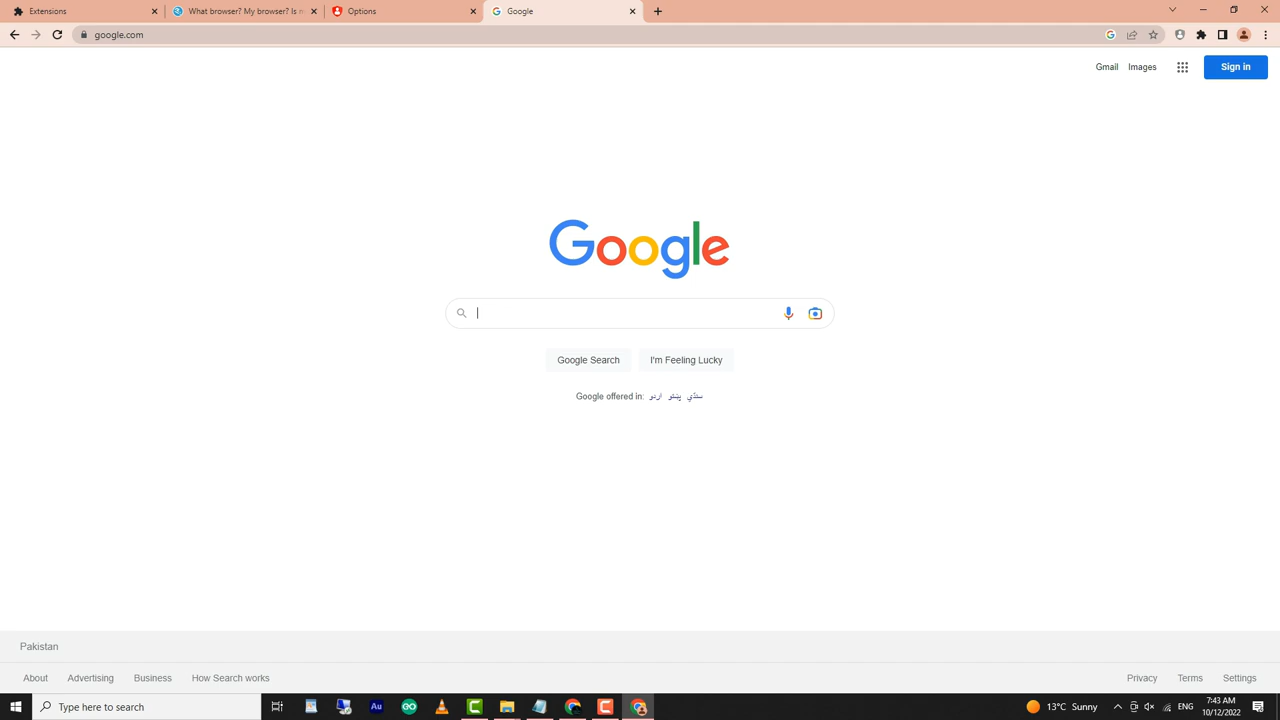 Extensions
What browser? My browser? Is n
Options
Google
google.com
Gmail
Images
Sign in
Google
Google Search
I'm Feeling Lucky
Google offered in: اردو پښتو سنڌي
Pakistan
About
Advertising
Business
How Search works
Privacy
Terms
Settings
Type here to search
Au
13°C Sunny
ENG
7:43 AM
10/12/2022